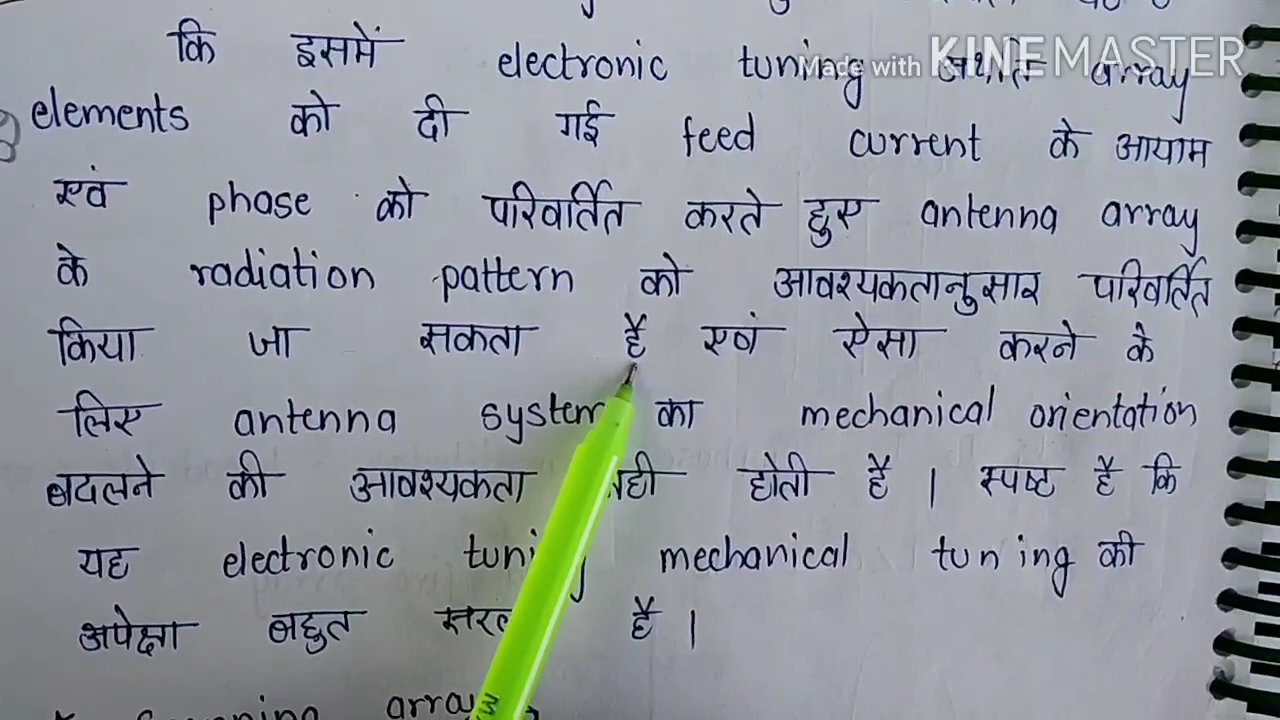 कि इसमें electronic tuning अर्थात array
Made with KINEMASTER
elements को दी गई feed current के आयाम
एवं phase को परिवर्तित करते हुए antenna array
के radiation pattern को आवश्यकतानुसार परिवर्तित
किया जा सकता है एवं ऐसा करने के
लिए antenna system का mechanical orientation
बदलने की आवश्यकता नही होती है । स्पष्ट है कि
यह electronic tuning mechanical tuning की
अपेक्षा बहुत सरल है ।
array